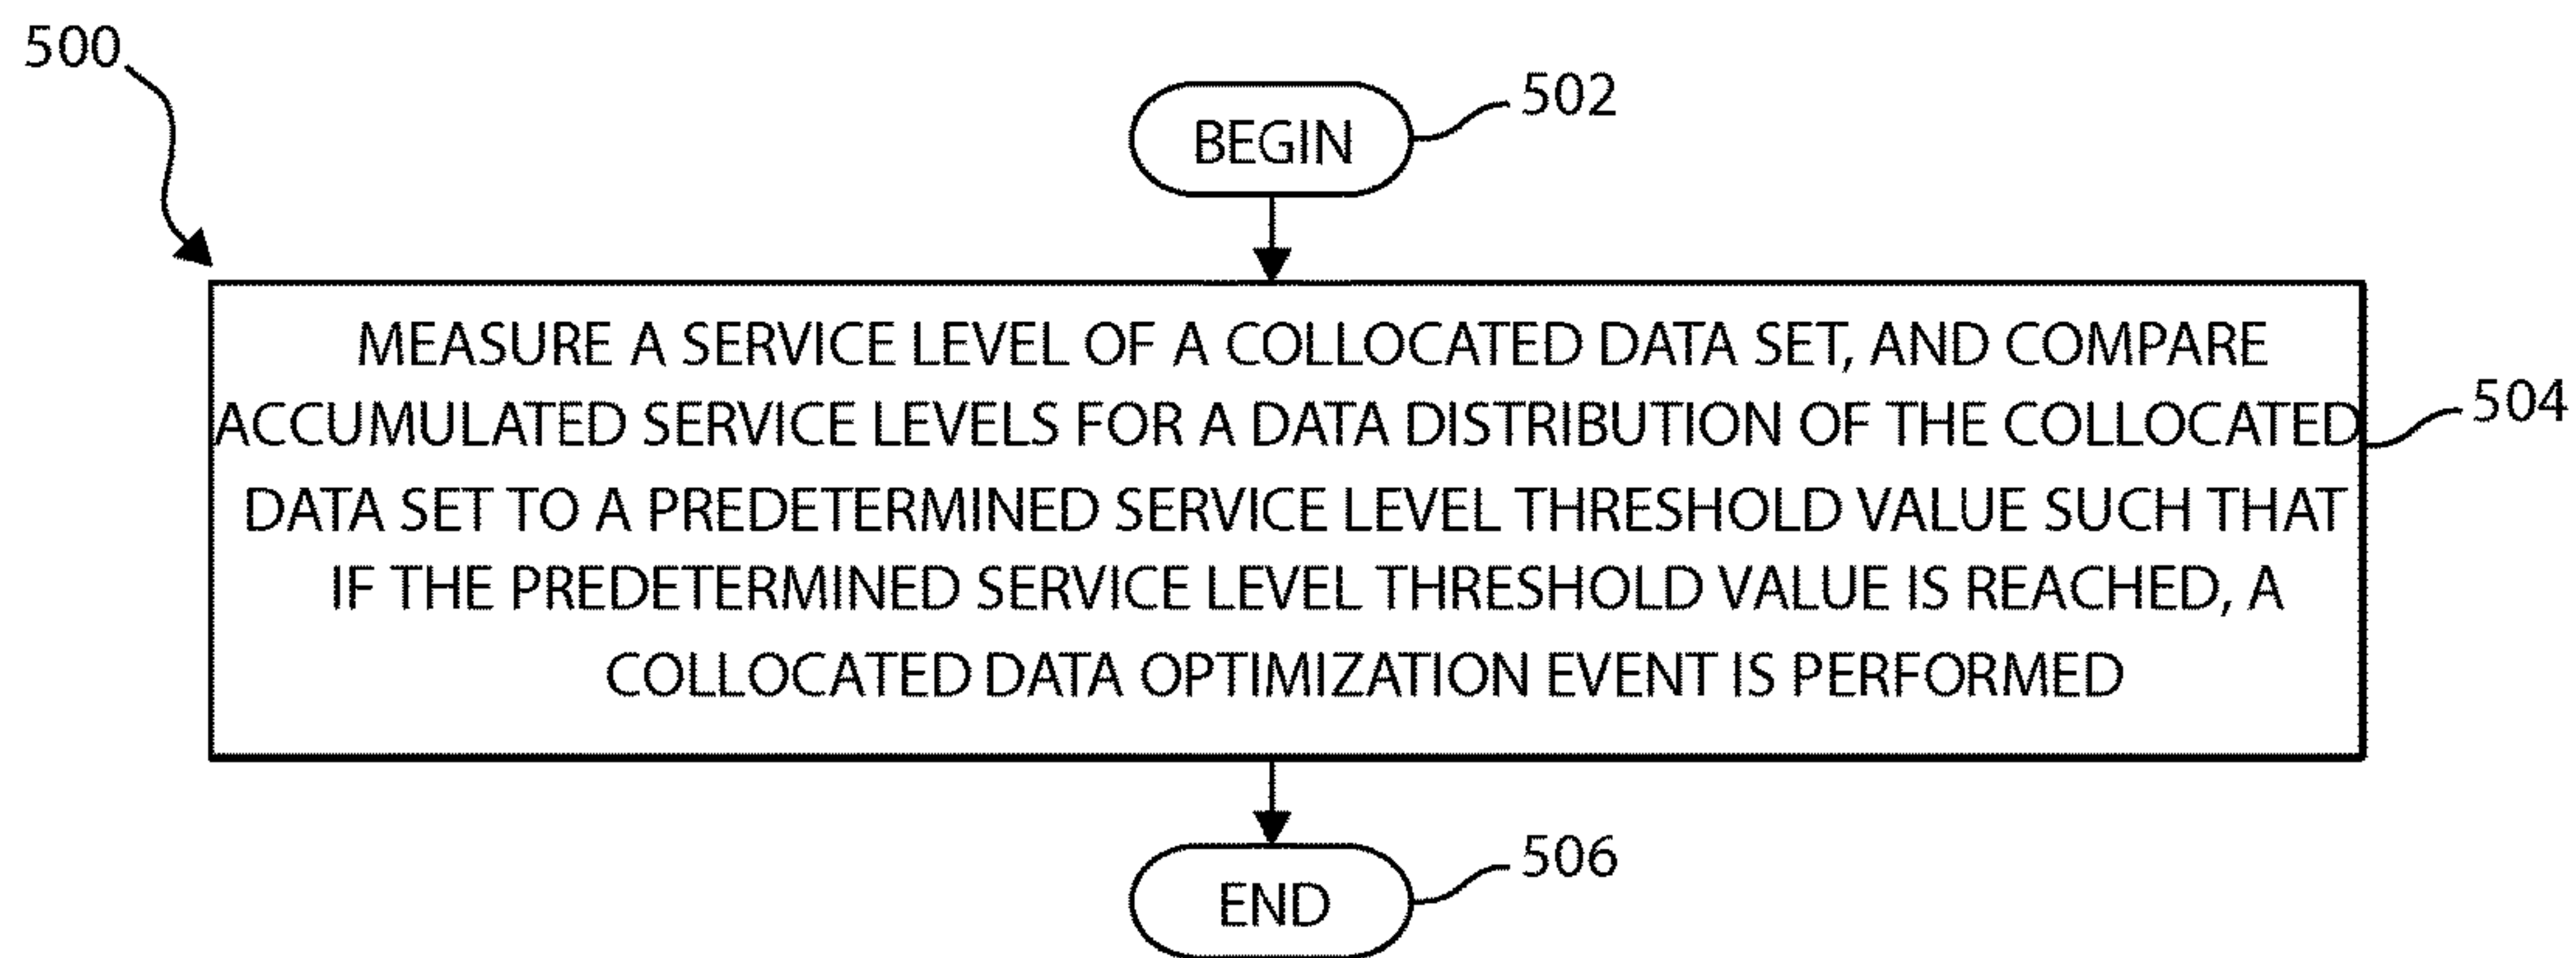 500
502
BEGIN
MEASURE A SERVICE LEVEL OF A COLLOCATED DATA SET, AND COMPARE
ACCUMULATED SERVICE LEVELS FOR A DATA DISTRIBUTION OF THE COLLOCATED
504
DATA SET TO A PREDETERMINED SERVICE LEVEL THRESHOLD VALUE SUCH THAT
IF THE PREDETERMINED SERVICE LEVEL THRESHOLD VALUE IS REACHED, A
COLLOCATED DATA OPTIMIZATION EVENT IS PERFORMED
506
END